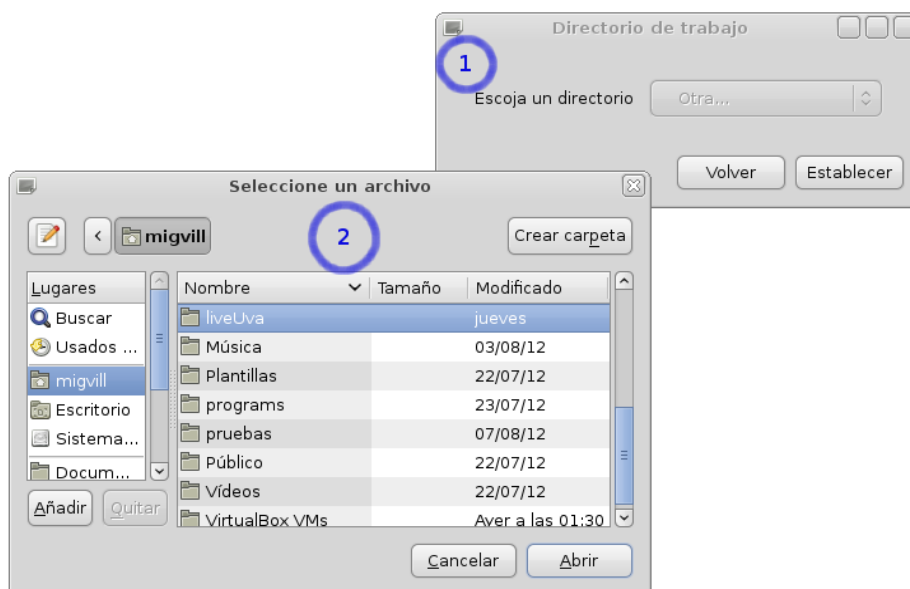 Directorio de trabajo
1
Escoja un directorio Otra...
Volver Establecer
Seleccione un archivo
migvill 2 Crear carpeta
Lugares Nombre Tamaño Modificado
Buscar liveUva jueves
Usados ... Música 03/08/12
migvill Plantillas 22/07/12
Escritorio programs 23/07/12
Sistema... pruebas 07/08/12
Docum... Público 22/07/12
Vídeos 22/07/12
Añadir Quitar VirtualBox VMs Ayer a las 01:30
Cancelar Abrir